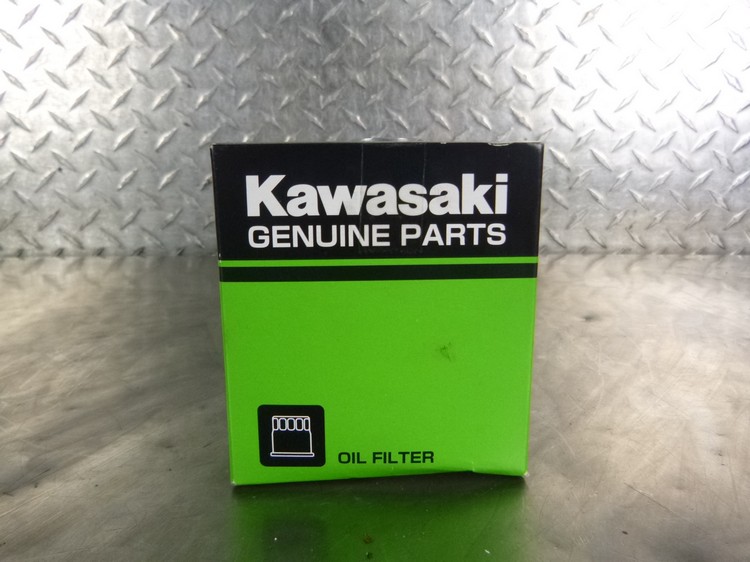 Kawasaki
GENUINE PARTS
OIL FILTER